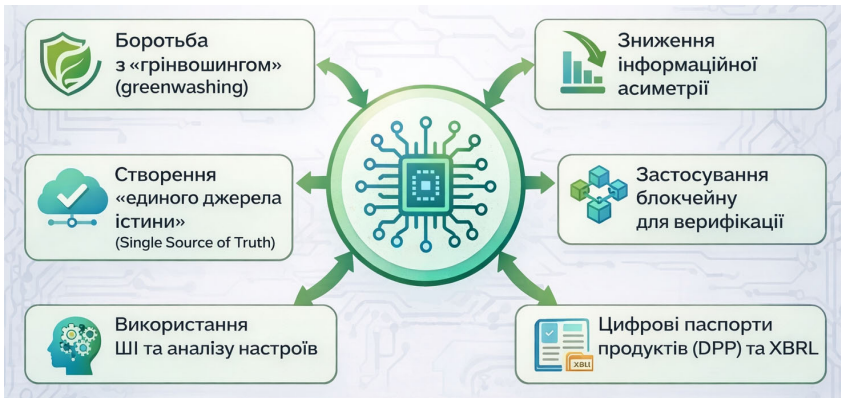 Боротьба
з «грінвошингом»
(greenwashing)
Зниження
інформаційної
асиметрії
Створення
«единого джерела
істини»
(Single Source of Truth)
Застосування
блокчейну
для верифікації
Використання
ШІ та аналізу настроїв
Цифрові паспорти
продуктів (DPP) та XBRL